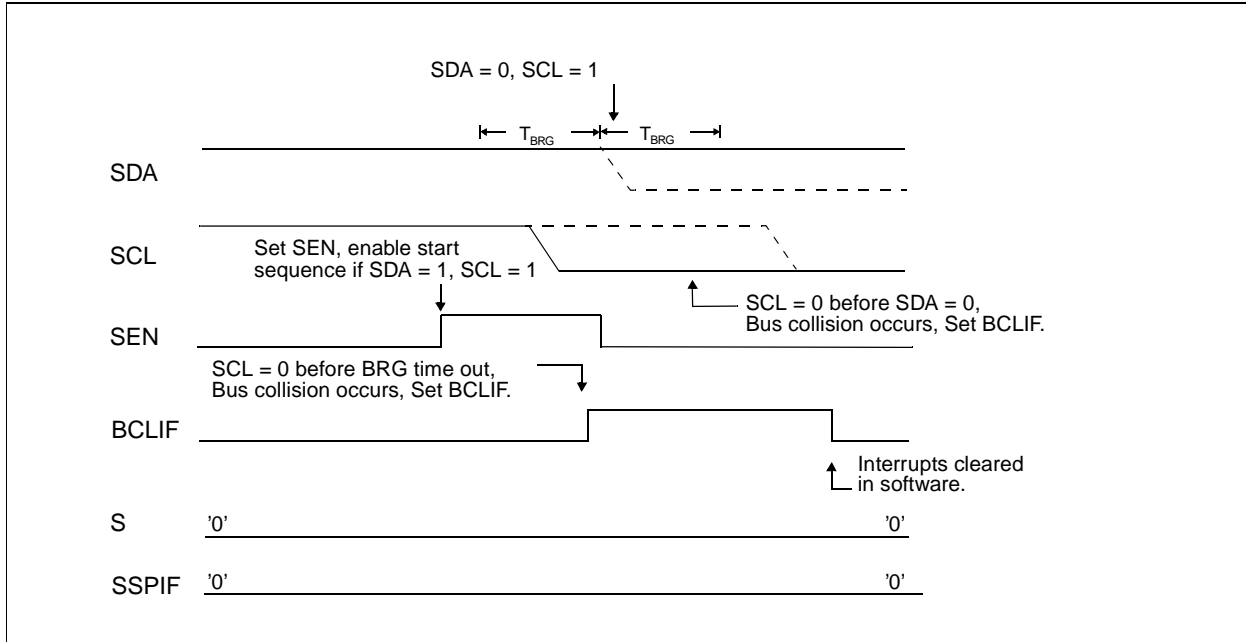 SDA = 0, SCL = 1
TBRG TBRG
SDA
SCL
Set SEN, enable start
sequence if SDA = 1, SCL = 1
SCL = 0 before SDA = 0,
Bus collision occurs, Set BCLIF.
SEN
SCL = 0 before BRG time out,
Bus collision occurs, Set BCLIF.
BCLIF
Interrupts cleared
in software.
S '0' '0'
SSPIF '0' '0'